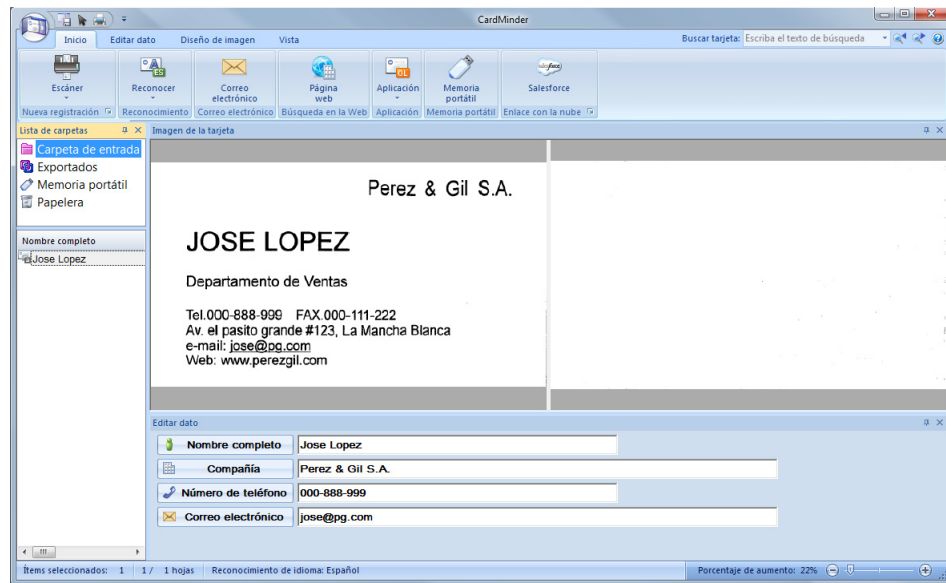 CardMinder
Inicio Editar dato Diseño de imagen Vista
Buscar tarjeta: Escriba el texto de búsqueda
A
ES
OL
salesforce
Escáner
Reconocer
Correo electrónico
Página web
Aplicación
Memoria portátil
Salesforce
Nueva registración Reconocimiento Correo electrónico Búsqueda en la Web Aplicación Memoria portátil Enlace con la nube
Lista de carpetas
Carpeta de entrada
Exportados
Memoria portátil
Papelera
Nombre completo
Jose Lopez
Imagen de la tarjeta
Perez & Gil S.A.
JOSE LOPEZ
Departamento de Ventas
Tel.000-888-999 FAX.000-111-222
Av. el pasito grande #123, La Mancha Blanca
e-mail: jose@pg.com
Web: www.perezgil.com
Editar dato
Nombre completo Jose Lopez
Compañía Perez & Gil S.A.
Número de teléfono 000-888-999
Correo electrónico jose@pg.com
Ítems seleccionados: 1 1 / 1 hojas Reconocimiento de idioma: Español Porcentaje de aumento: 22%